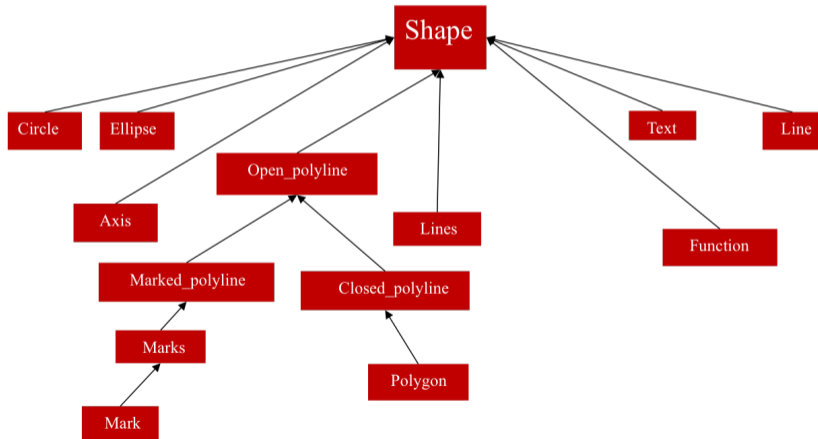 Shape
Circle
Ellipse
Text
Line
Open_polyline
Axis
Lines
Function
Marked_polyline
Closed_polyline
Marks
Polygon
Mark